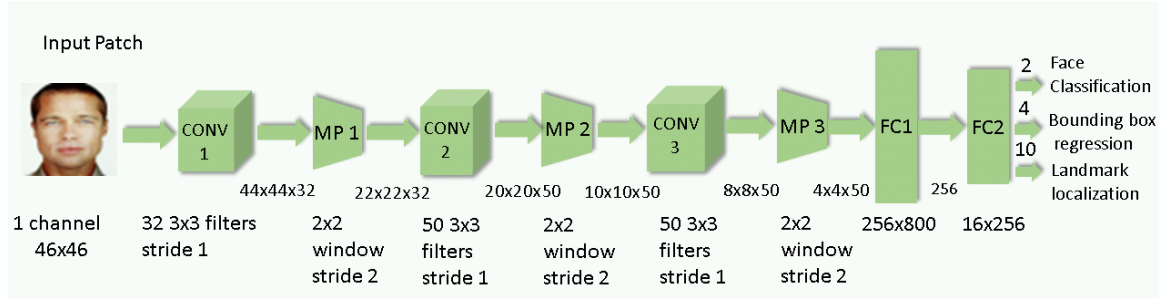 Input Patch
CONV
1
MP 1
CONV
2
MP 2
CONV
3
MP 3
FC1
FC2
2
Face
Classification
4
Bounding box
regression
10
Landmark
localization
44x44x32
22x22x32
20x20x50
10x10x50
8x8x50
4x4x50
256
1 channel
46x46
32 3x3 filters
stride 1
2x2
window
stride 2
50 3x3
filters
stride 1
2x2
window
stride 2
50 3x3
filters
stride 1
2x2
window
stride 2
256x800
16x256